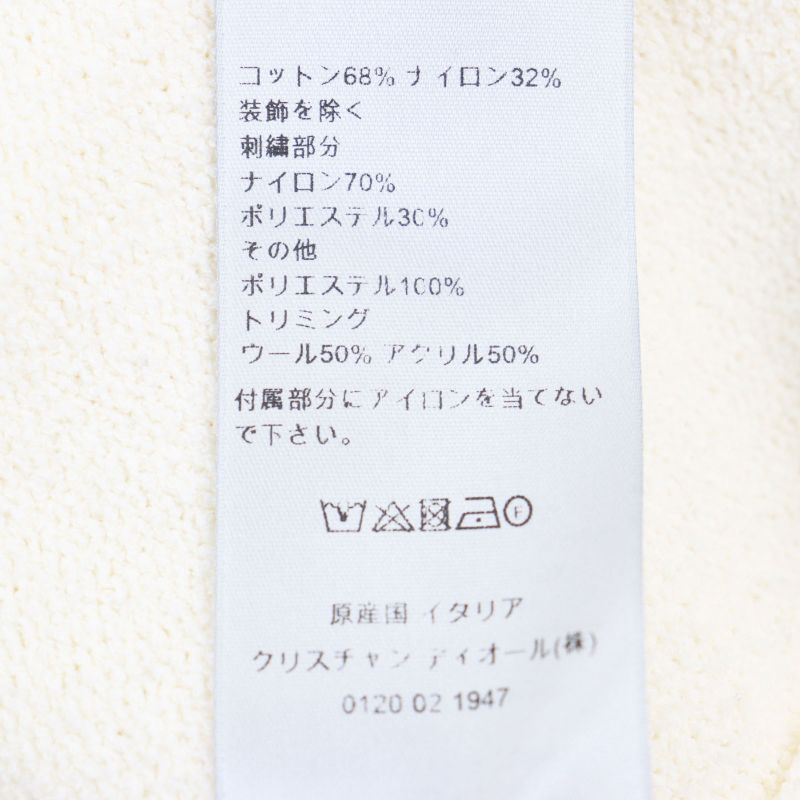 コットン68% ナイロン32%
装飾を除く
刺繍部分
ナイロン70%
ポリエステル30%
その他
ポリエステル100%
トリミング
ウール50% アクリル50%
付属部分にアイロンを当てない
で下さい。
F
原産国 イタリア
クリスチャン ディオール(株)
0120 02 1947